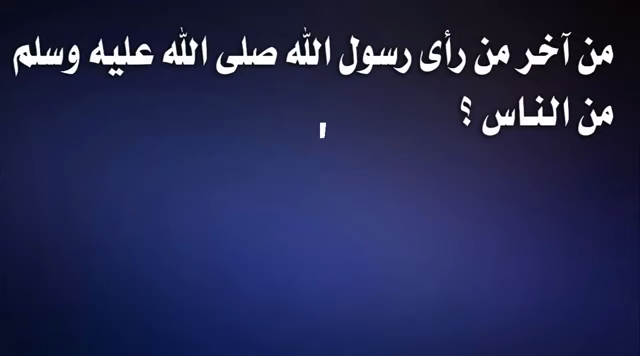 من آخر من رأى رسول الله صلى الله عليه وسلم
من الناس ؟